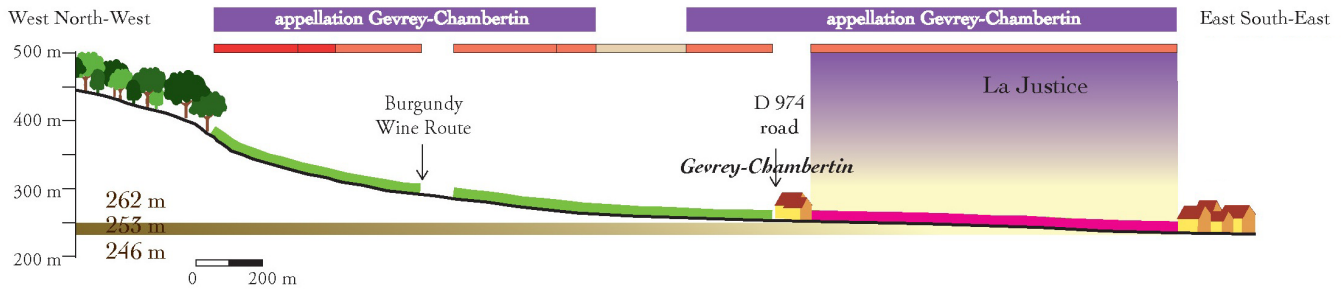 West North-West
appellation Gevrey-Chambertin
appellation Gevrey-Chambertin
East South-East
500 m
La Justice
Burgundy
Wine Route
D 974
road
400 m
Gevrey-Chambertin
300 m
262 m
253 m
246 m
200 m
0 200 m